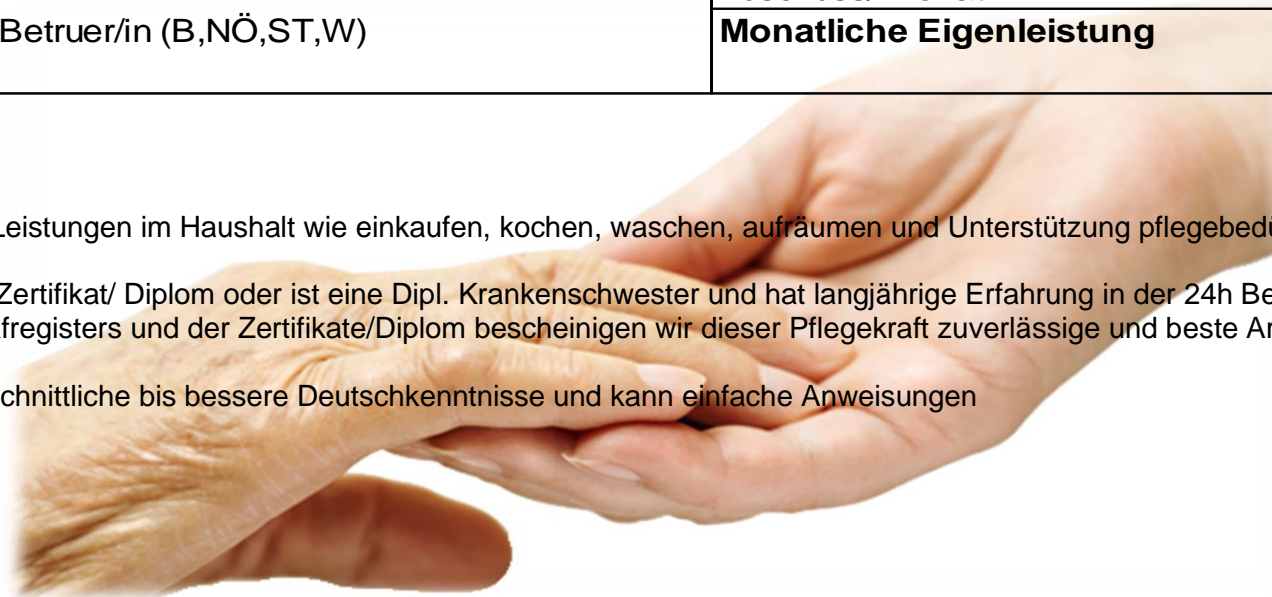 Betruer/in (B,NÖ,ST,W)
Monatliche Eigenleistung
Leistungen im Haushalt wie einkaufen, kochen, waschen, aufräumen und Unterstützung pflegebedü
Zertifikat/ Diplom oder ist eine Dipl. Krankenschwester und hat langjährige Erfahrung in der 24h Be
fregisters und der Zertifikate/Diplom bescheinigen wir dieser Pflegekraft zuverlässige und beste Ar
chnittliche bis bessere Deutschkenntnisse und kann einfache Anweisungen